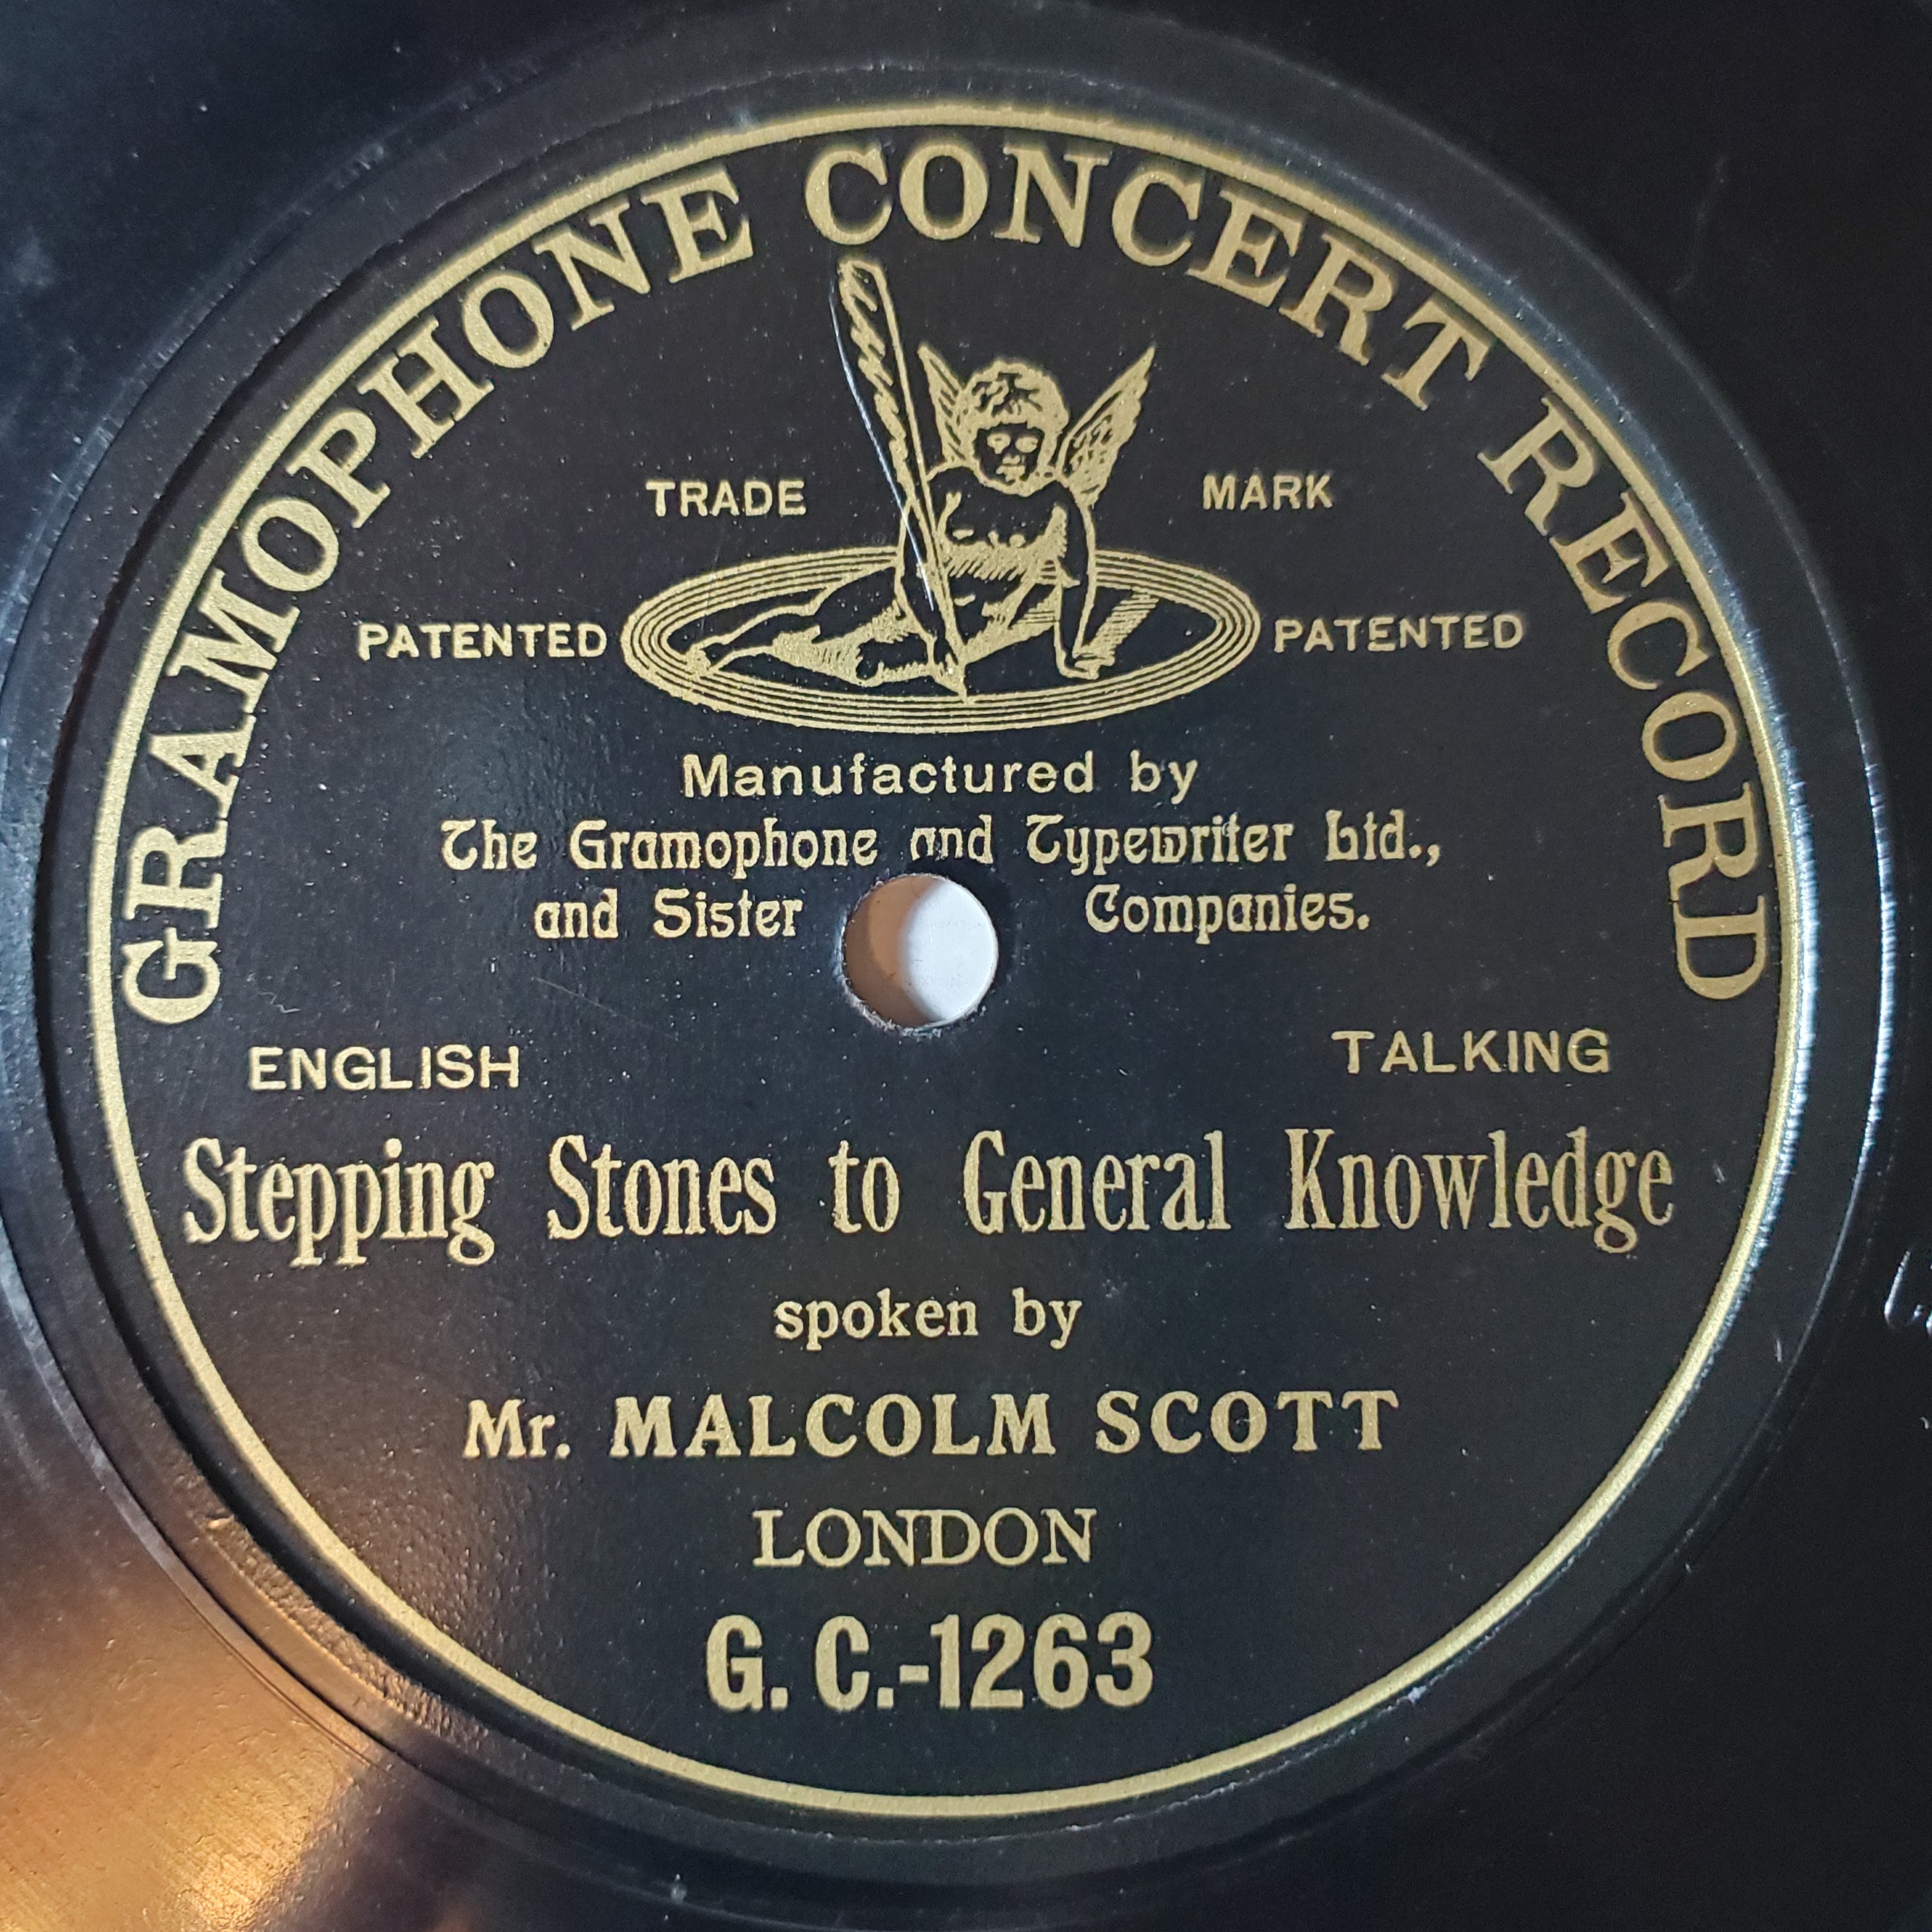 GRAMOPHONE CONCERT RECORD
TRADE MARK
PATENTED PATENTED
Manufactured by
The Gramophone and Typewriter Ltd.,
and Sister Companies.
ENGLISH TALKING
Stepping Stones to General Knowledge
spoken by
Mr. MALCOLM SCOTT
LONDON
G. C.-1263